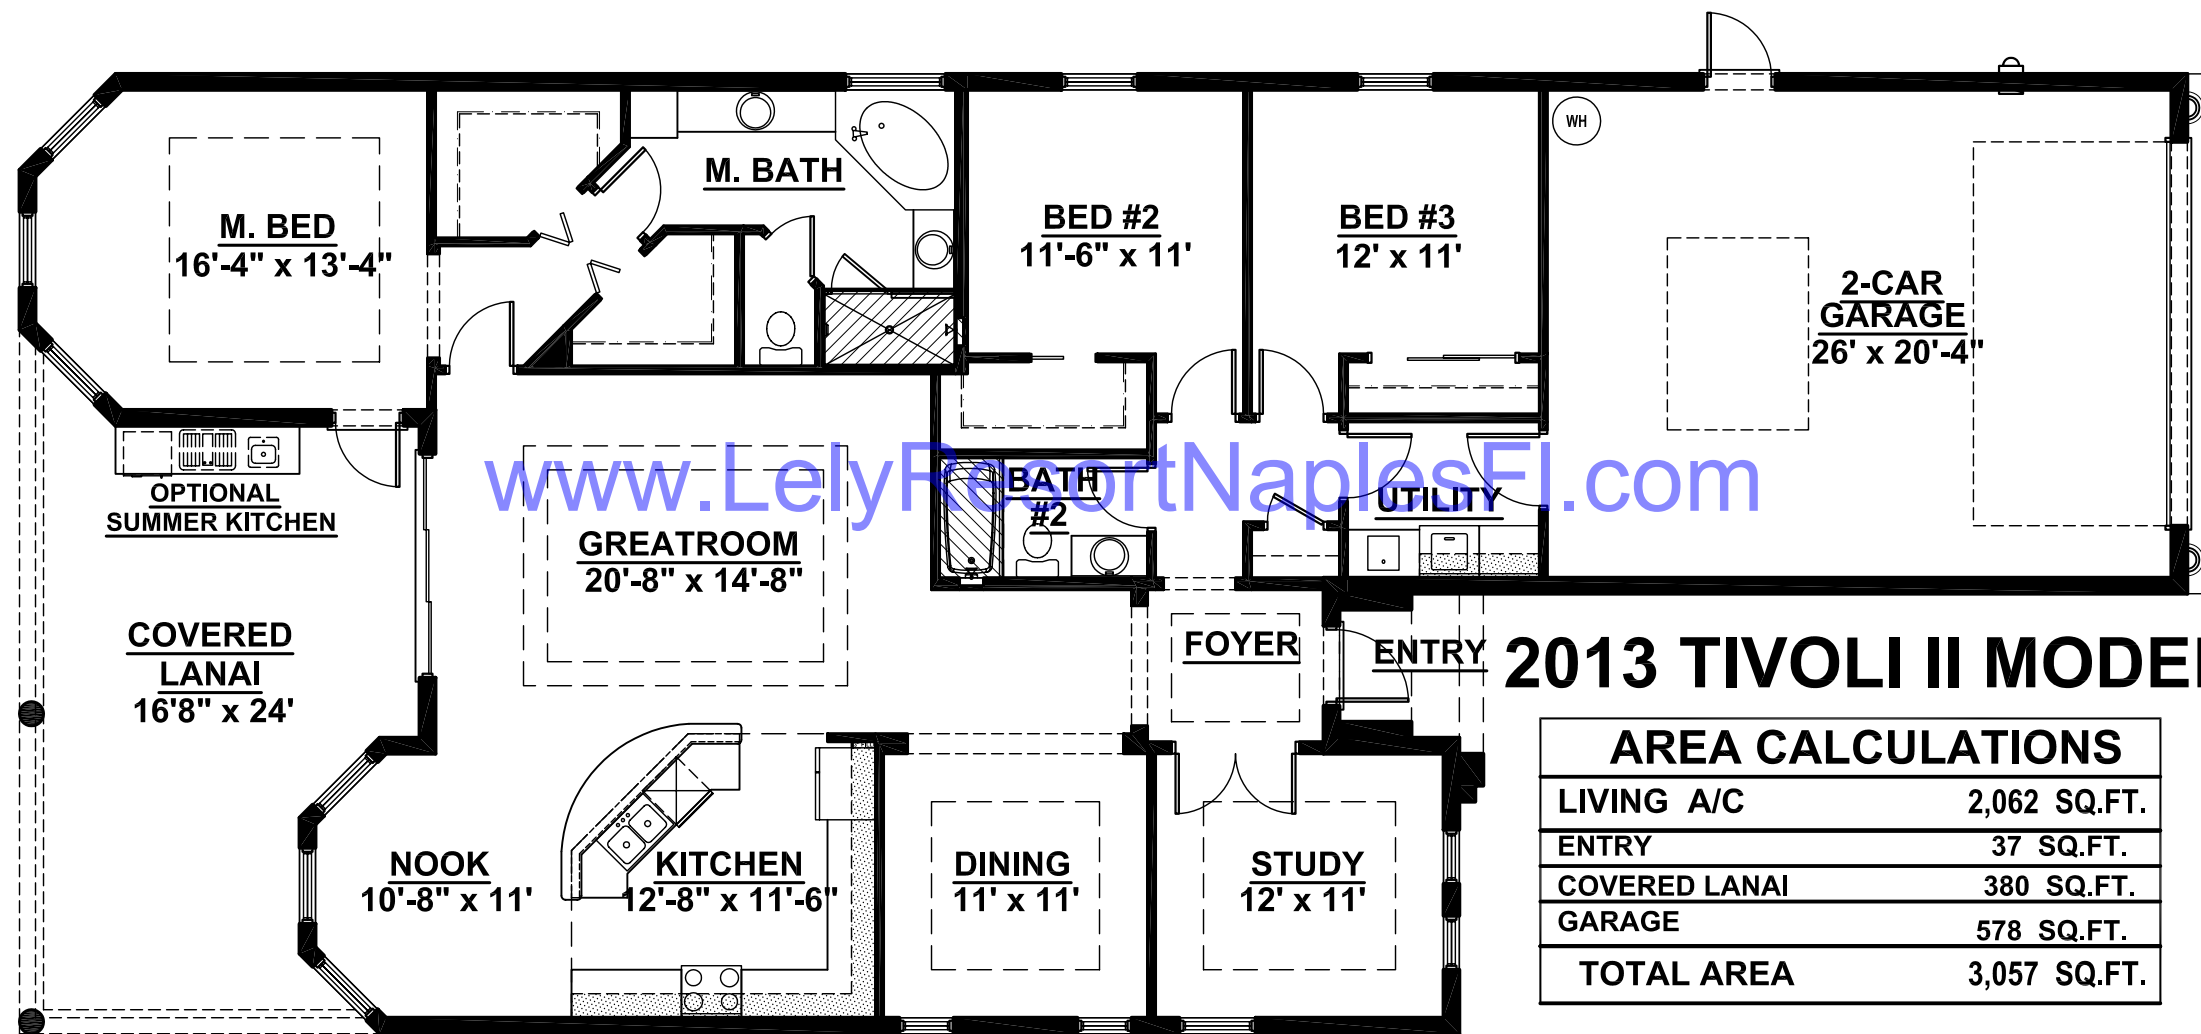 WH
M. BATH
M. BED
16'-4" x 13'-4"
BED #2
11'-6" x 11'
BED #3
12' x 11'
2-CAR
GARAGE
26' x 20'-4"
www.LelyResortNaplesFl.com
OPTIONAL
SUMMER KITCHEN
BATH
#2
UTILITY
GREATROOM
20'-8" x 14'-8"
COVERED
LANAI
16'8" x 24'
FOYER
ENTRY
2013 TIVOLI II MODEL
NOOK
10'-8" x 11'
KITCHEN
12'-8" x 11'-6"
DINING
11' x 11'
STUDY
12' x 11'
AREA CALCULATIONS
LIVING A/C 2,062 SQ.FT.
ENTRY 37 SQ.FT.
COVERED LANAI 380 SQ.FT.
GARAGE 578 SQ.FT.
TOTAL AREA 3,057 SQ.FT.